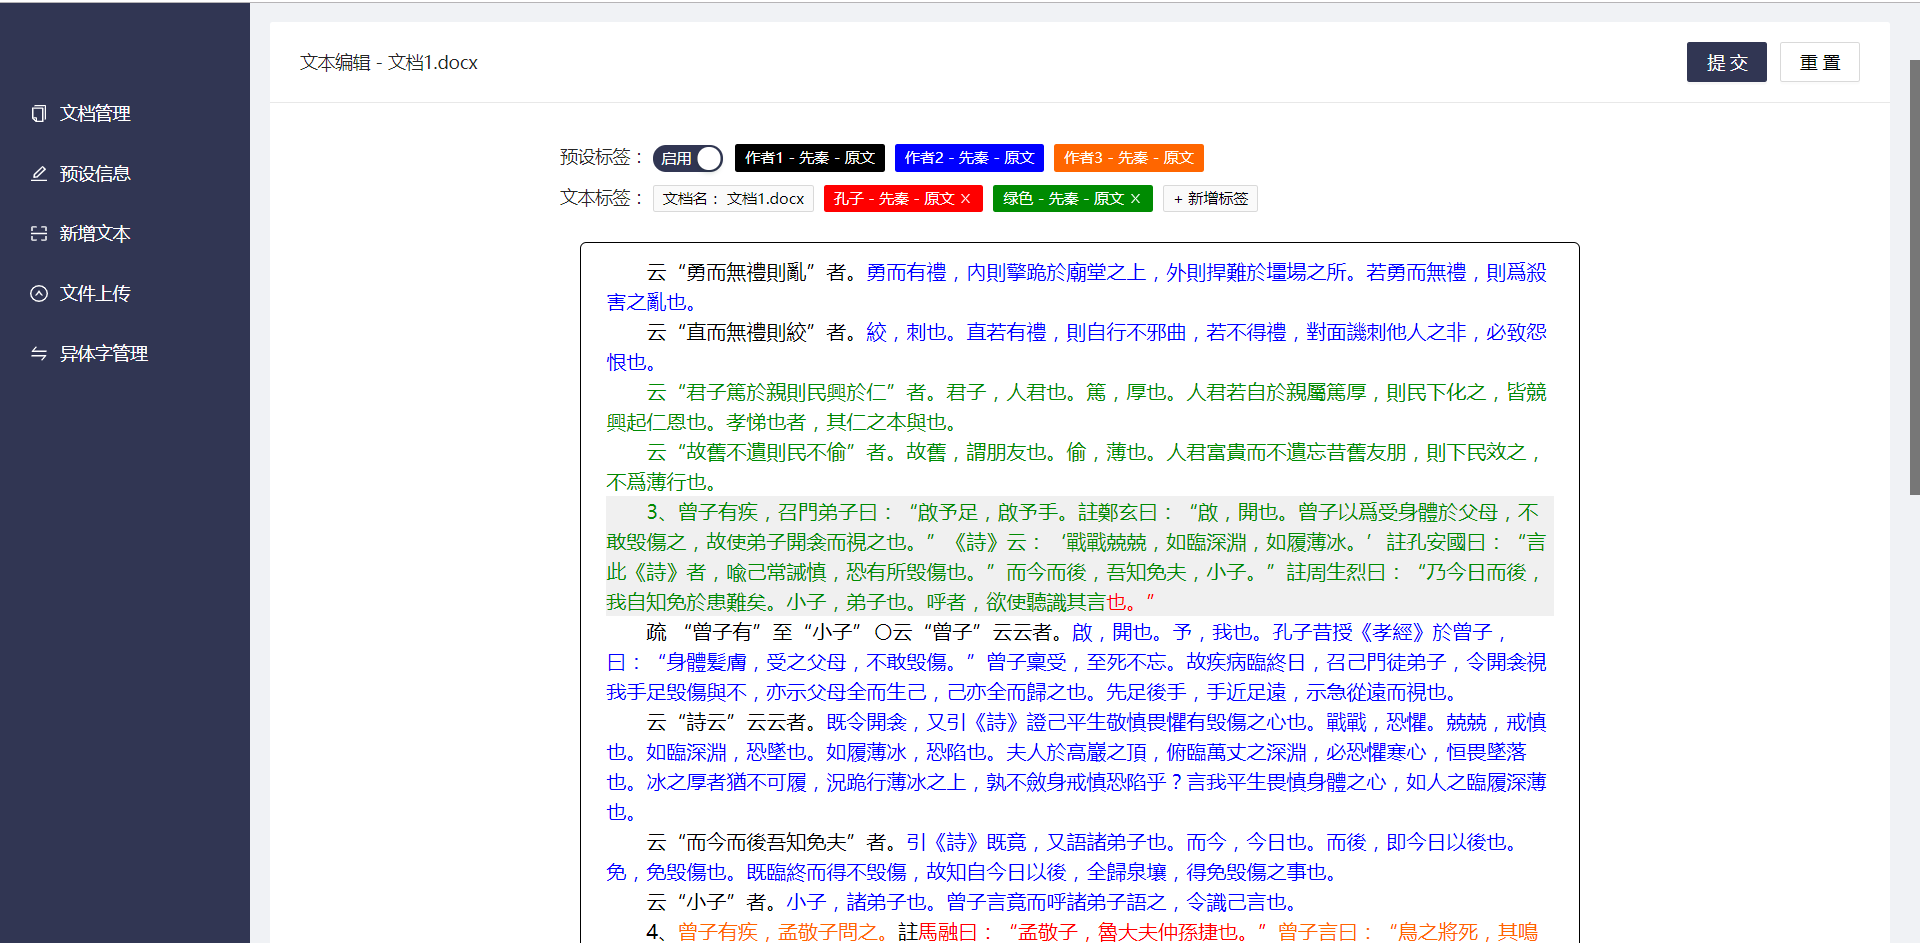 文档管理
预设信息
新增文本
文件上传
异体字管理
文本编辑 - 文档1.docx
提 交
重 置
预设标签： 启用 作者1 - 先秦 - 原文 作者2 - 先秦 - 原文 作者3 - 先秦 - 原文
文本标签： 文档名： 文档1.docx 孔子 - 先秦 - 原文 X 绿色 - 先秦 - 原文 X + 新增标签
云“勇而無禮則亂”者。勇而有禮，內則擎跪於廟堂之上，外則捍難於壃場之所。若勇而無禮，則爲殺
害之亂也。
云“直而無禮則絞”者。絞，刺也。直若有禮，則自行不邪曲，若不得禮，對面譏刺他人之非，必致怨
恨也。
云“君子篤於親則民興於仁”者。君子，人君也。篤，厚也。人君若自於親屬篤厚，則民下化之，皆競
興起仁恩也。孝悌也者，其仁之本與也。
云“故舊不遺則民不偷”者。故舊，謂朋友也。偷，薄也。人君富貴而不遺忘昔舊友朋，則下民效之，
不爲薄行也。
3、曾子有疾，召門弟子曰：“啟予足，啟予手。註鄭玄曰：“啟，開也。曾子以爲受身體於父母，不
敢毀傷之，故使弟子開衾而視之也。”《詩》云：‘戰戰兢兢，如臨深淵，如履薄冰。’註孔安國曰：“言
此《詩》者，喻己常誡慎，恐有所毀傷也。”而今而後，吾知免夫，小子。”註周生烈曰：“乃今日而後，
我自知免於患難矣。小子，弟子也。呼者，欲使聽識其言也。”
疏 “曾子有”至“小子”〇云“曾子”云云者。啟，開也。予，我也。孔子昔授《孝經》於曾子，
曰：“身體髮膚，受之父母，不敢毀傷。”曾子稟受，至死不忘。故疾病臨終日，召己門徒弟子，令開衾視
我手足毀傷與不，亦示父母全而生己，己亦全而歸之也。先足後手，手近足遠，示急從遠而視也。
云“詩云”云云者。既令開衾，又引《詩》證己平生敬慎畏懼有毀傷之心也。戰戰，恐懼。兢兢，戒慎
也。如臨深淵，恐墜也。如履薄冰，恐陷也。夫人於高巖之頂，俯臨萬丈之深淵，必恐懼寒心，恒畏墜落
也。冰之厚者猶不可履，況跪行薄冰之上，孰不斂身戒慎恐陷乎？言我平生畏慎身體之心，如人之臨履深薄
也。
云“而今而後吾知免夫”者。引《詩》既竟，又語諸弟子也。而今，今日也。而後，即今日以後也。
免，免毀傷也。既臨終而得不毀傷，故知自今日以後，全歸泉壤，得免毀傷之事也。
云“小子”者。小子，諸弟子也。曾子言竟而呼諸弟子語之，令識己言也。
4、曾子有疾，孟敬子問之。註馬融曰：“孟敬子，魯大夫仲孫捷也。”曾子言曰：“鳥之將死，其鳴